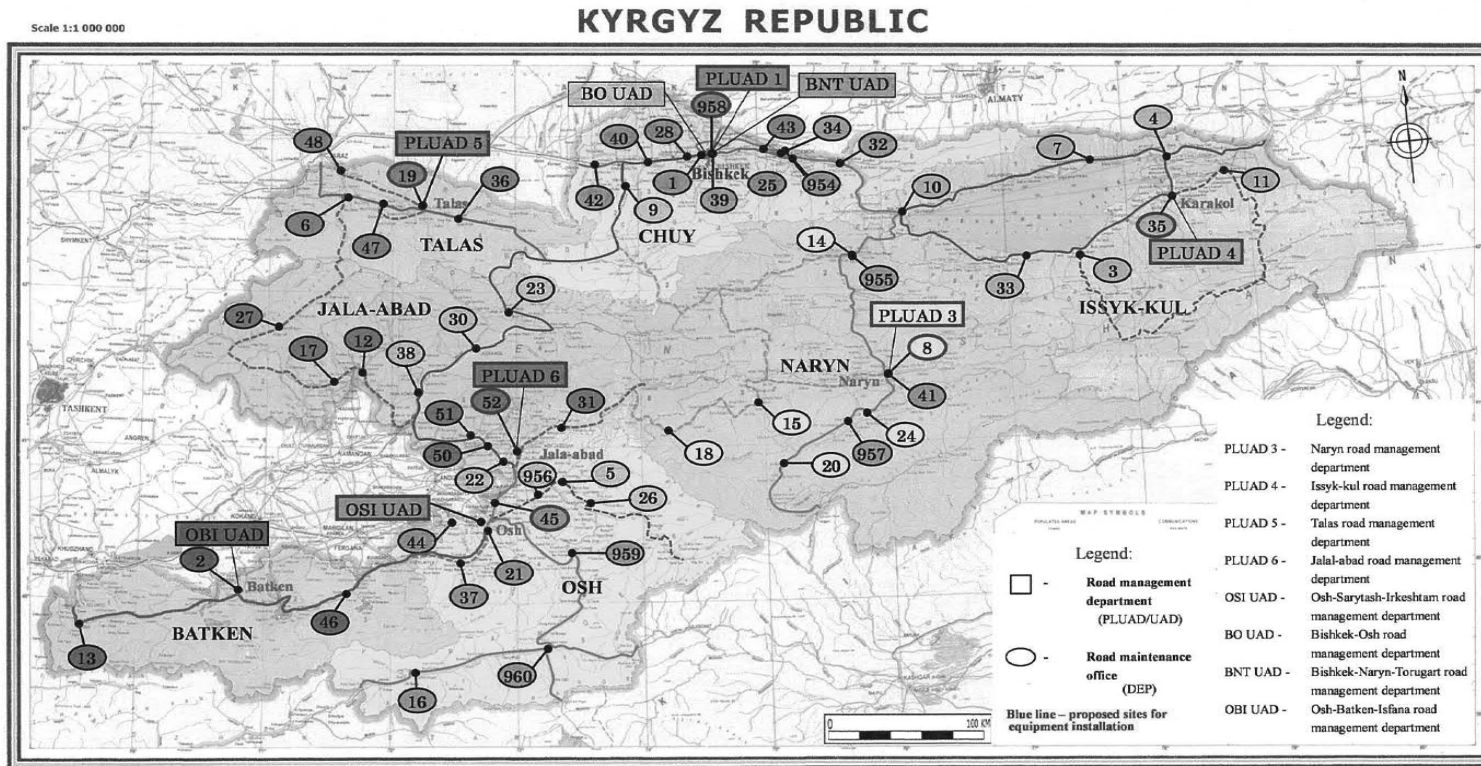 KYRGYZ REPUBLIC
Scale 1:1 000 000
N
ALMATY
PLUAD 1
BO UAD
BNT UAD
958
48
PLUAD 5
40
28
43
34
4
19
36
32
7
Bishkek
1
25
954
10
11
6
Talas
42
9
39
Karakol
47
TALAS
CHUY
14
35
SHYMKENT
955
PLUAD 4
33
3
23
ISSYK-KUL
JALA-ABAD
27
30
PLUAD 3
17
12
38
8
NARYN
Naryn
PLUAD 6
TASHKENT
52
31
41
51
15
24
50
Jala-abad
18
957
22
956
5
20
26
OSI UAD
45
Osh
OBI UAD
44
959
2
21
Batken
37
OSH
46
BATKEN
13
960
16
0
100 KM
MAP SYMBOLS
Legend:
- Road management
department
(PLUAD/UAD)
- Road maintenance
office
(DEP)
Blue line – proposed sites for
equipment installation
Legend:
PLUAD 3 - Naryn road management
department
PLUAD 4 - Issyk-kul road management
department
PLUAD 5 - Talas road management
department
PLUAD 6 - Jalal-abad road management
department
OSI UAD - Osh-Sarytash-Irkeshtam road
management department
BO UAD - Bishkek-Osh road
management department
BNT UAD - Bishkek-Naryn-Torugart road
management department
OBI UAD - Osh-Batken-Isfana road
management department